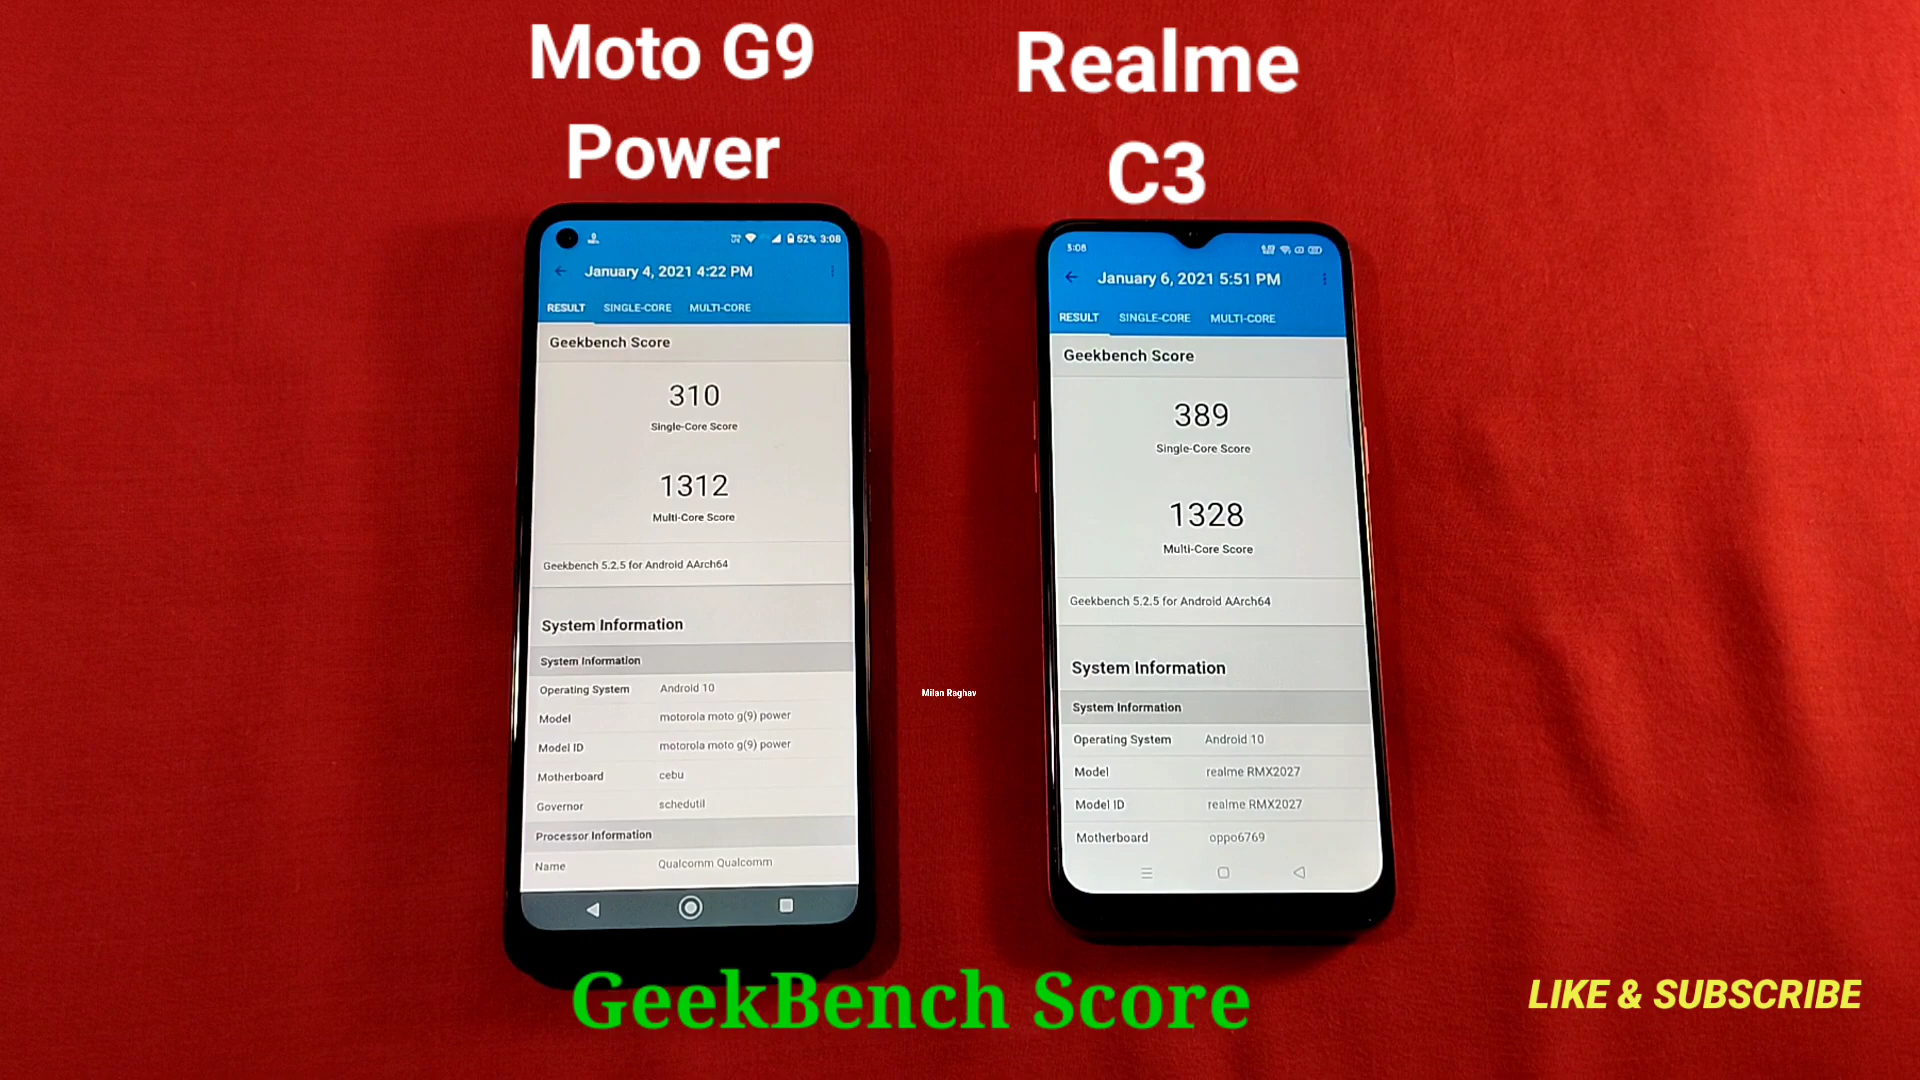 Moto G9
Power
Realme
C3
52% 3:08
January 4, 2021 4:22 PM
RESULT SINGLE-CORE MULTI-CORE
Geekbench Score
310
Single-Core Score
1312
Multi-Core Score
Geekbench 5.2.5 for Android AArch64
System Information
System Information
Operating System Android 10
Model motorola moto g(9) power
Model ID motorola moto g(9) power
Motherboard cebu
Governor schedutil
Processor Information
Name Qualcomm Qualcomm
3:08
January 6, 2021 5:51 PM
RESULT SINGLE-CORE MULTI-CORE
Geekbench Score
389
Single-Core Score
1328
Multi-Core Score
Geekbench 5.2.5 for Android AArch64
System Information
System Information
Operating System Android 10
Model realme RMX2027
Model ID realme RMX2027
Motherboard oppo6769
Milan Raghav
GeekBench Score
LIKE & SUBSCRIBE